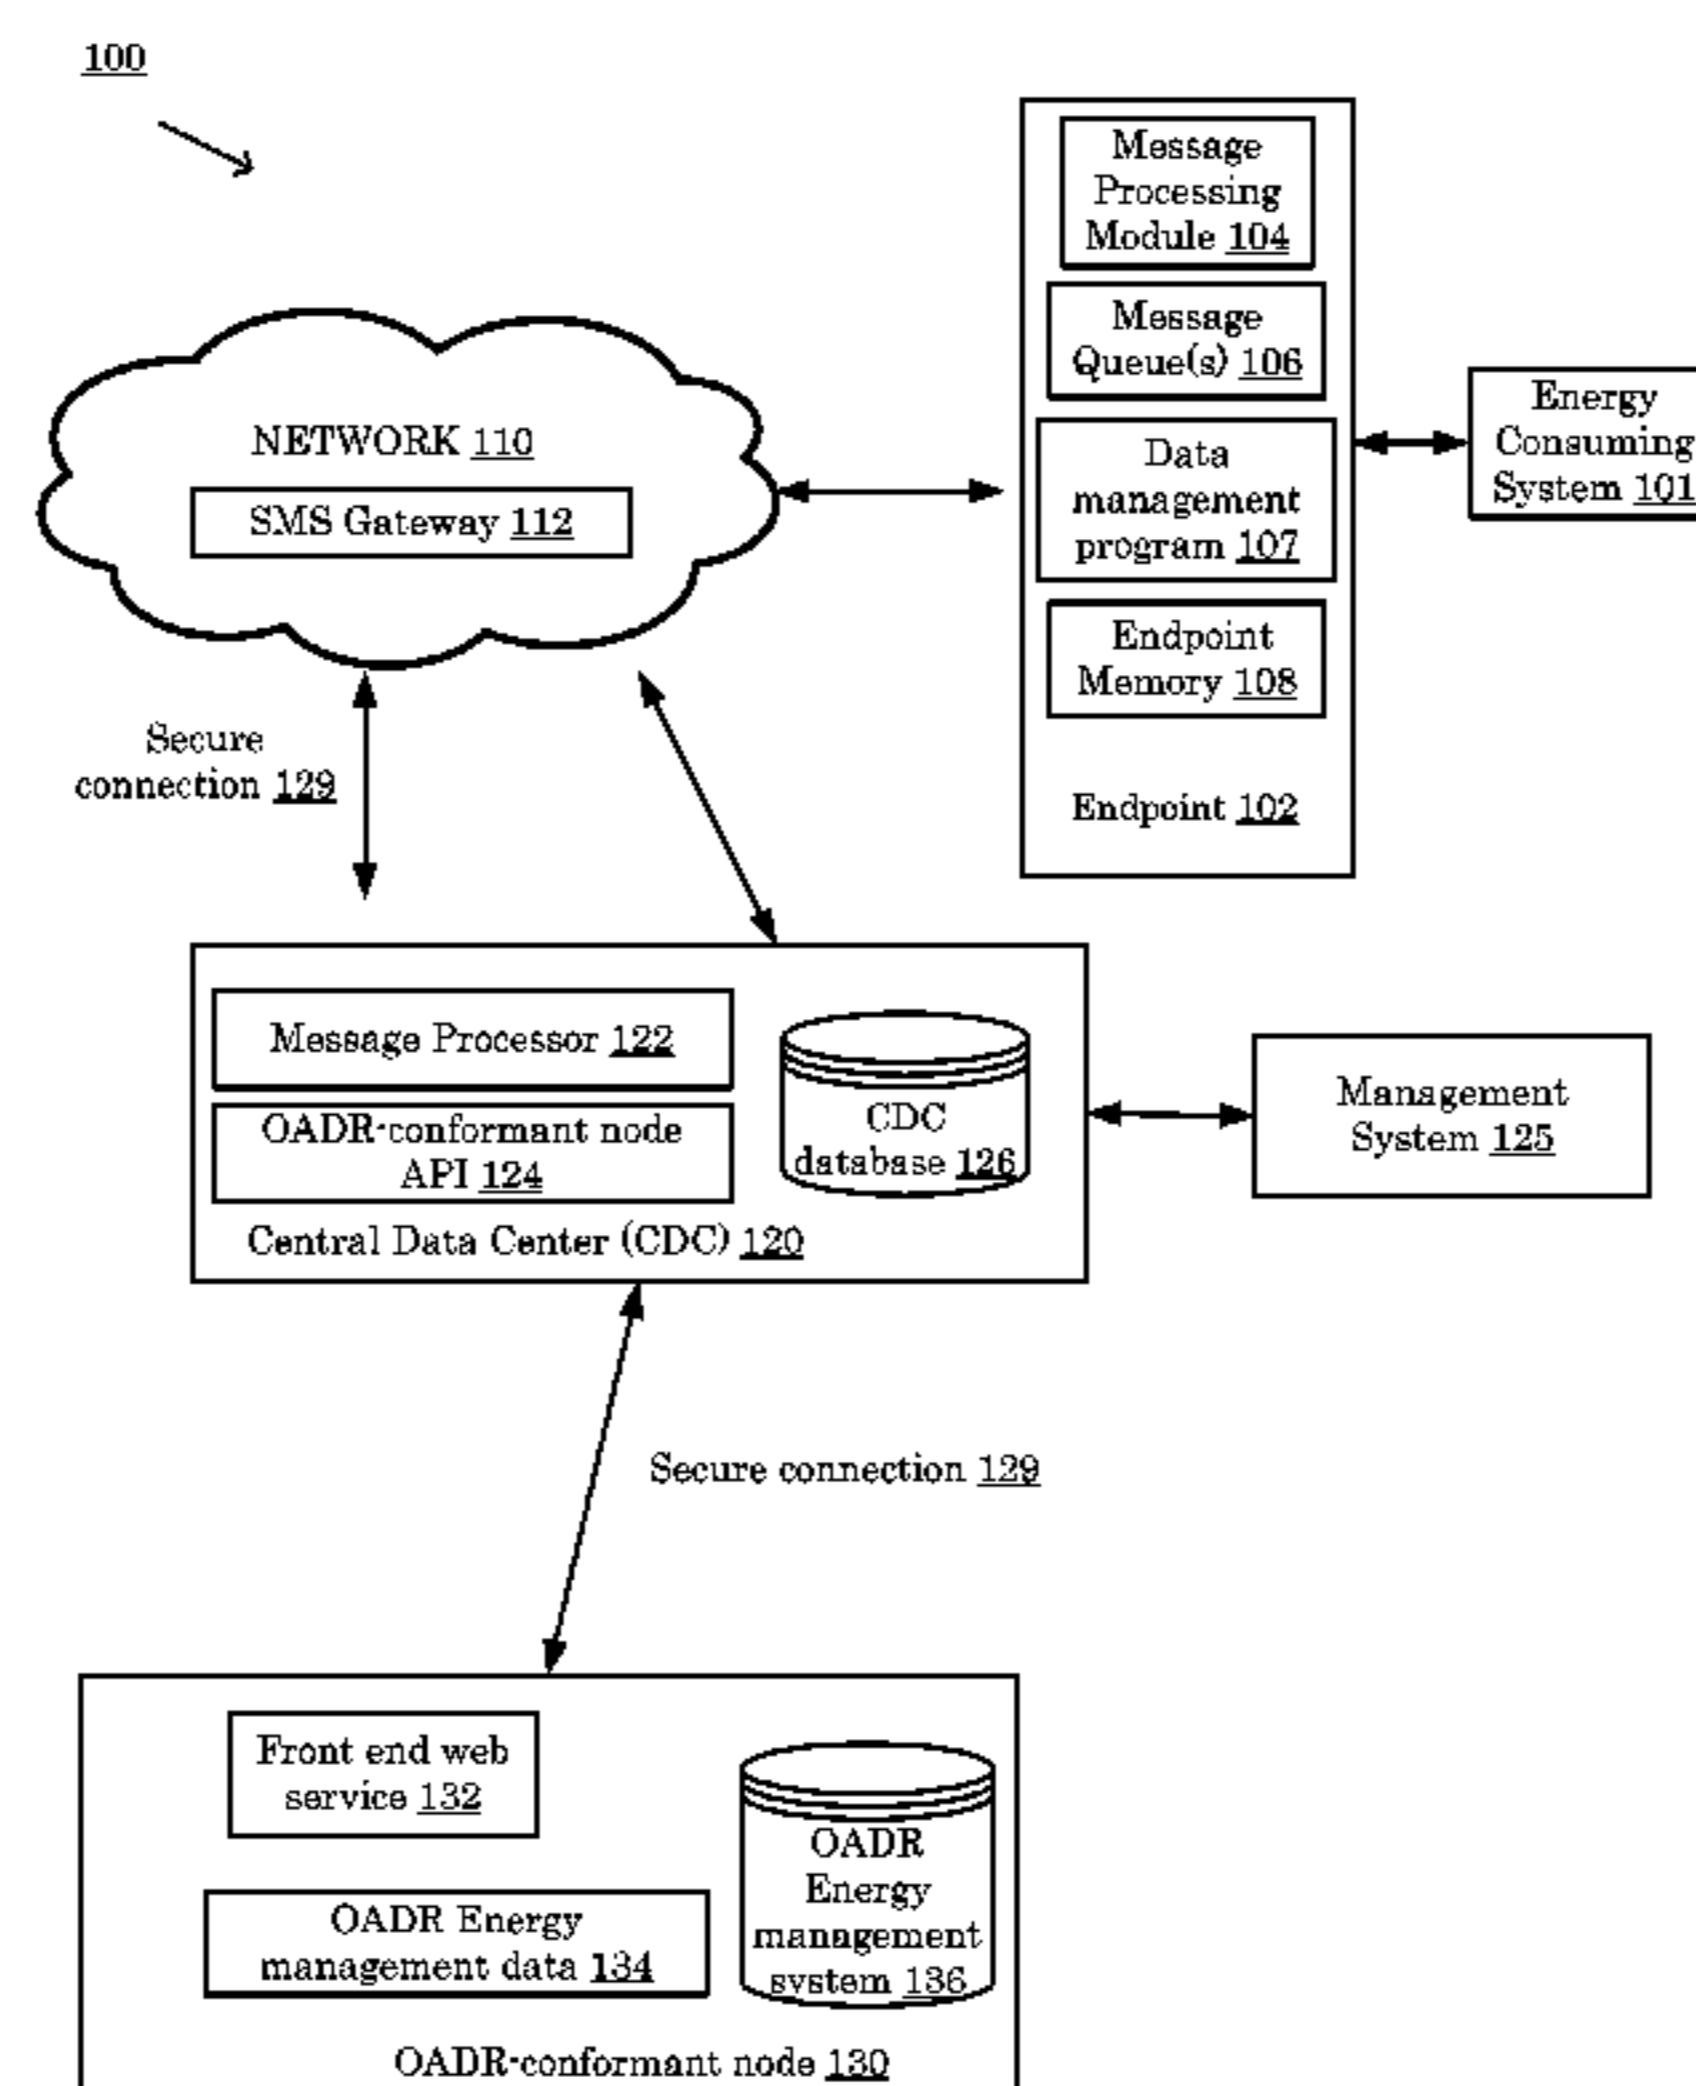 100
Message
Processing
Module 104
Message
Queue(s) 106
Data
management
program 107
Endpoint
Memory 108
Endpoint 102
Energy
Consuming
System 101
NETWORK 110
SMS Gateway 112
Secure
connection 129
Message Processor 122
OADR-conformant node
API 124
CDC
database 126
Central Data Center (CDC) 120
Management
System 125
Secure connection 129
Front end web
service 132
OADR Energy
management data 134
OADR
Energy
management
system 136
OADR-conformant node 130